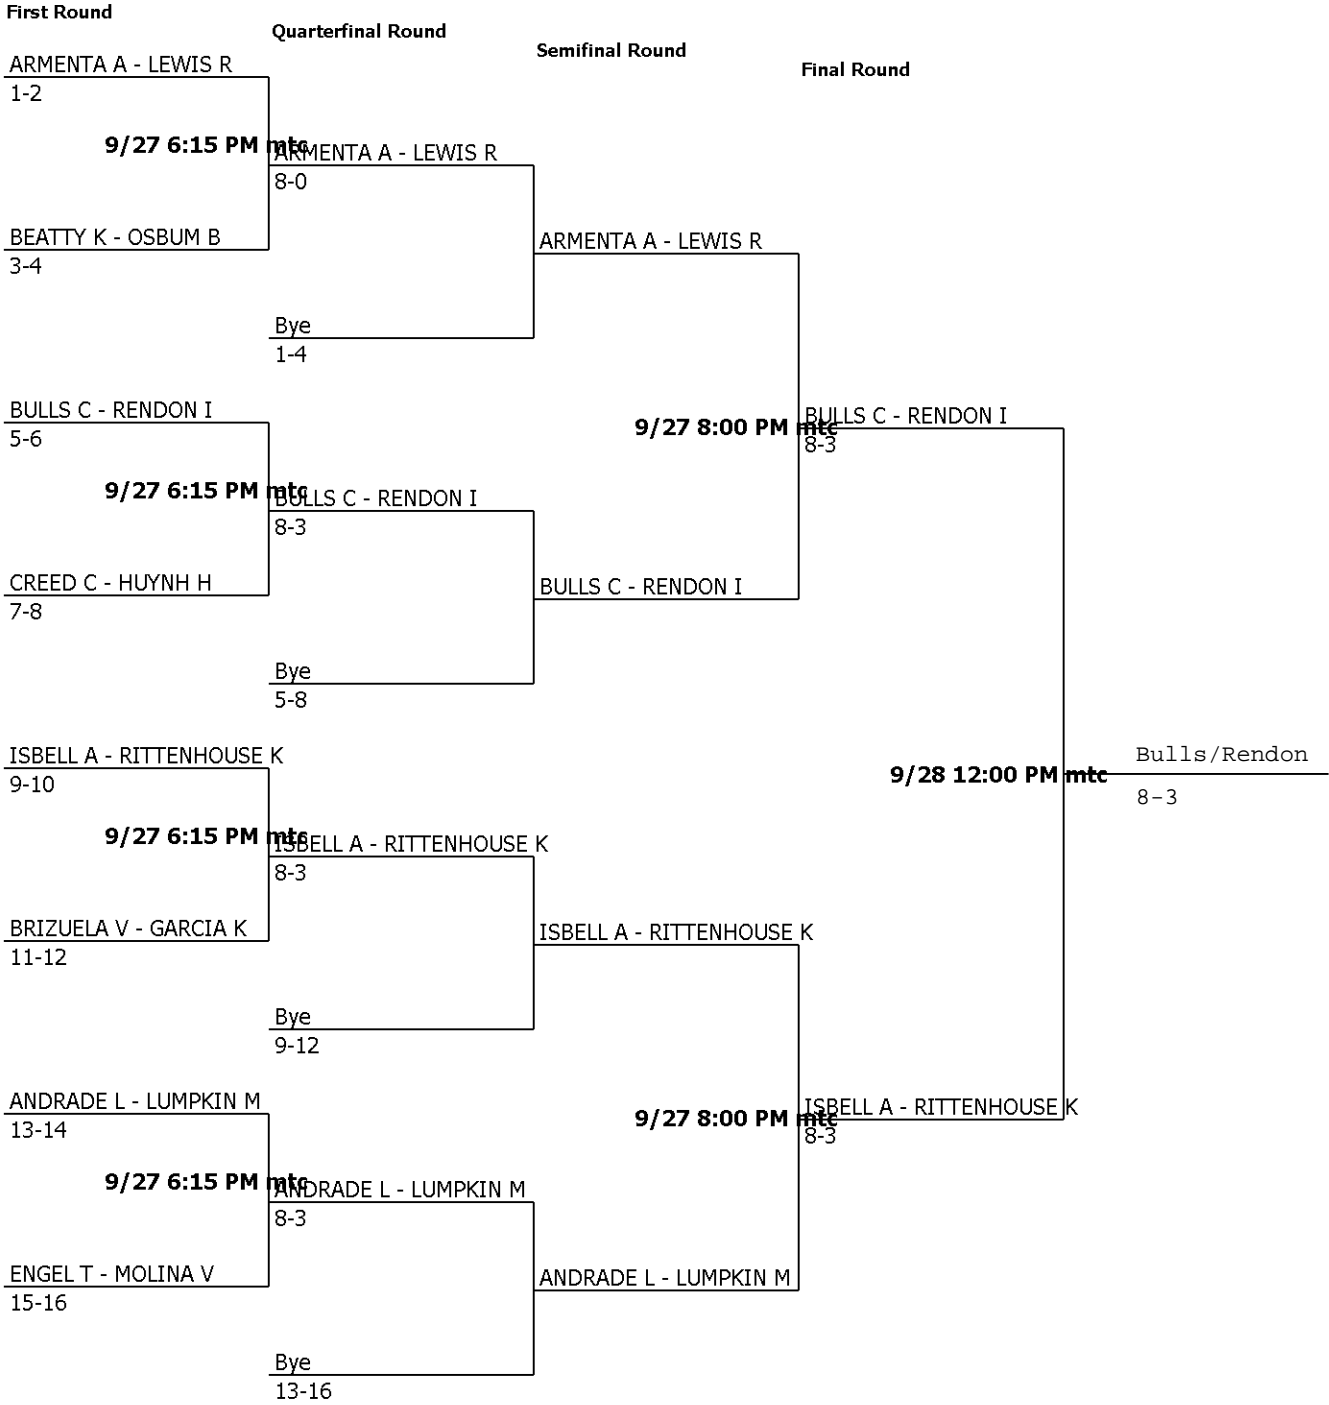 First Round
Quarterfinal Round
Semifinal Round
Final Round
ARMENTA A - LEWIS R
1-2
9/27 6:15 PM mtc
ARMENTA A - LEWIS R
8-0
BEATTY K - OSBUM B
3-4
ARMENTA A - LEWIS R
Bye
1-4
BULLS C - RENDON I
5-6
9/27 8:00 PM mtc
BULLS C - RENDON I
8-3
9/27 6:15 PM mtc
BULLS C - RENDON I
8-3
CREED C - HUYNH H
7-8
BULLS C - RENDON I
Bye
5-8
ISBELL A - RITTENHOUSE K
9-10
9/28 12:00 PM mtc
Bulls/Rendon
8-3
9/27 6:15 PM mtc
ISBELL A - RITTENHOUSE K
8-3
BRIZUELA V - GARCIA K
11-12
ISBELL A - RITTENHOUSE K
Bye
9-12
ANDRADE L - LUMPKIN M
13-14
9/27 8:00 PM mtc
ISBELL A - RITTENHOUSE K
8-3
9/27 6:15 PM mtc
ANDRADE L - LUMPKIN M
8-3
ENGEL T - MOLINA V
15-16
ANDRADE L - LUMPKIN M
Bye
13-16